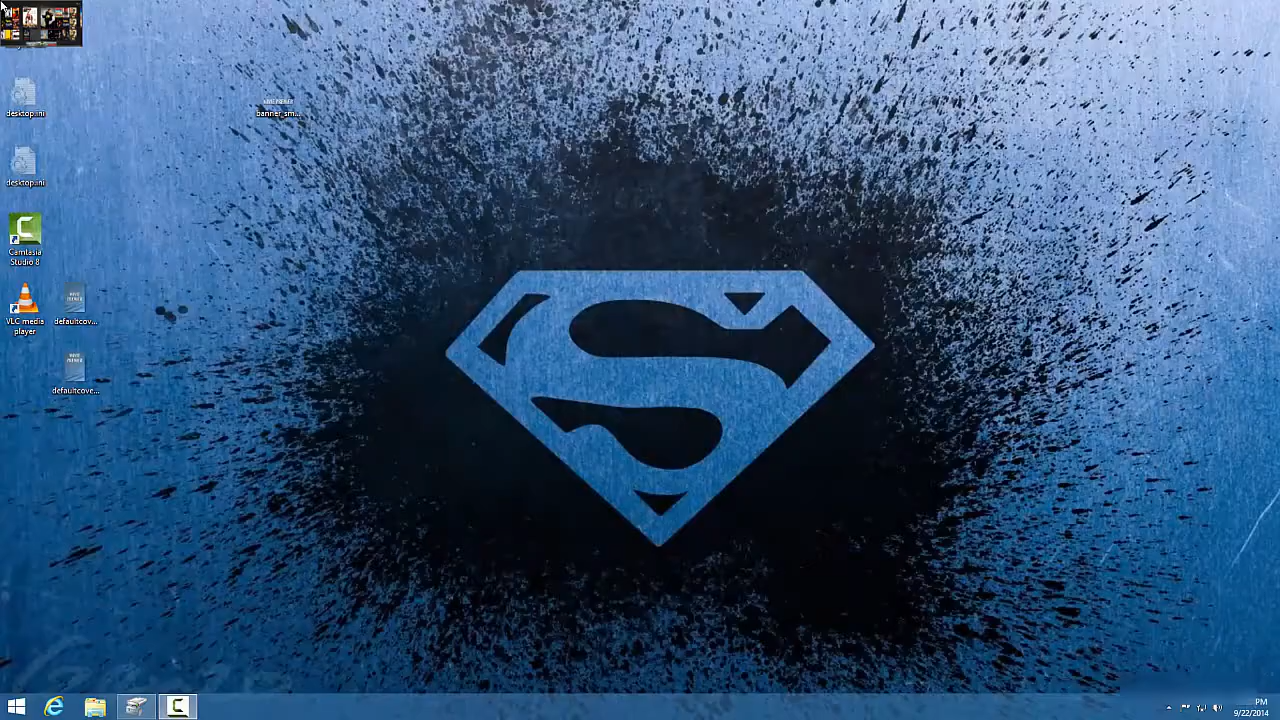 desktop.ini
banner_sm...
desktop.ini
Camtasia
Studio 8
VLC media
player
defaultcov...
defaultcove...
PM
9/22/2014